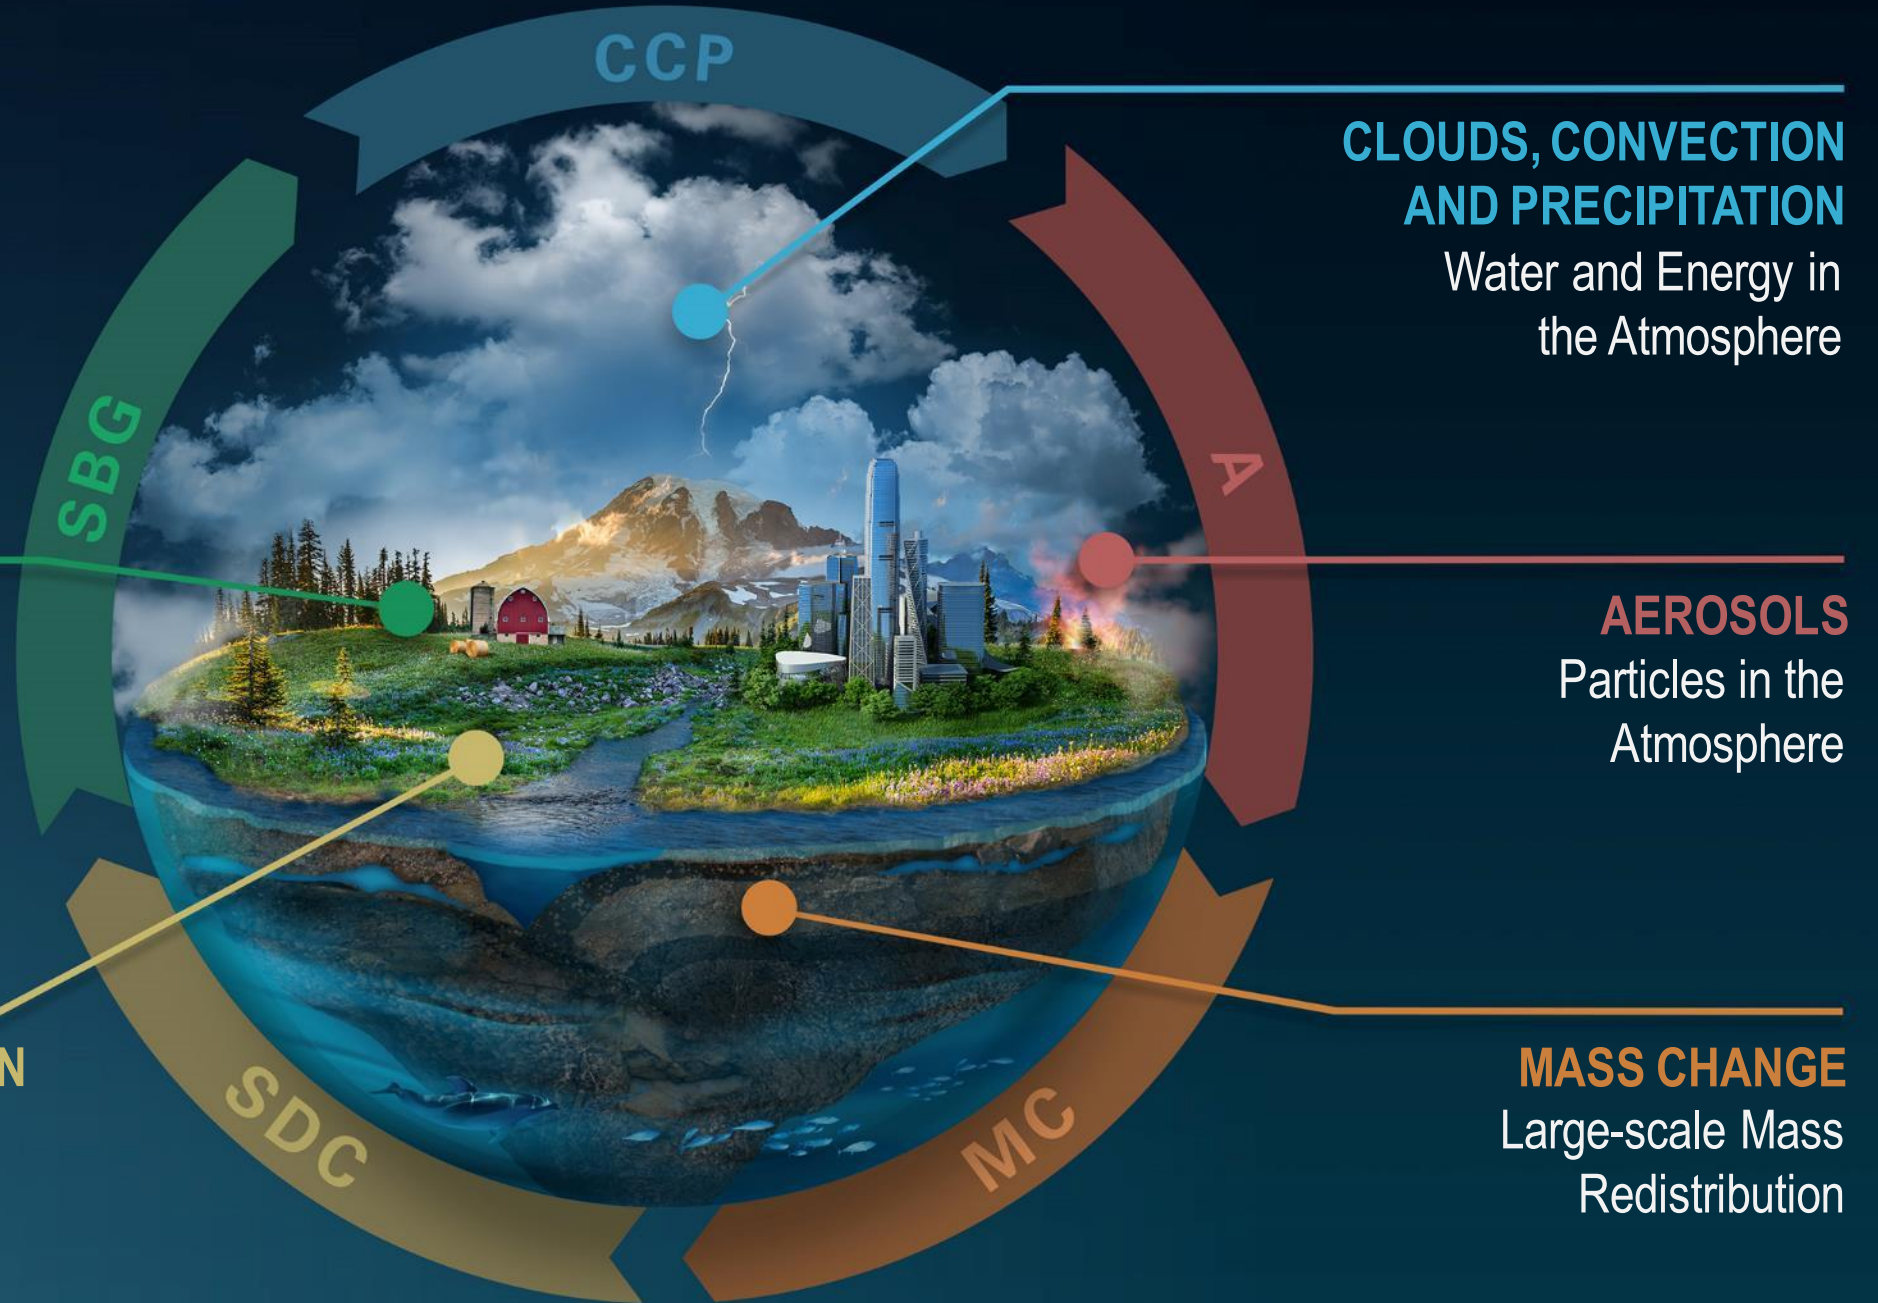 CCP
CLOUDS, CONVECTION
AND PRECIPITATION
Water and Energy in
the Atmosphere
SBG
A
AEROSOLS
Particles in the
Atmosphere
N
SDC
MC
MASS CHANGE
Large-scale Mass
Redistribution